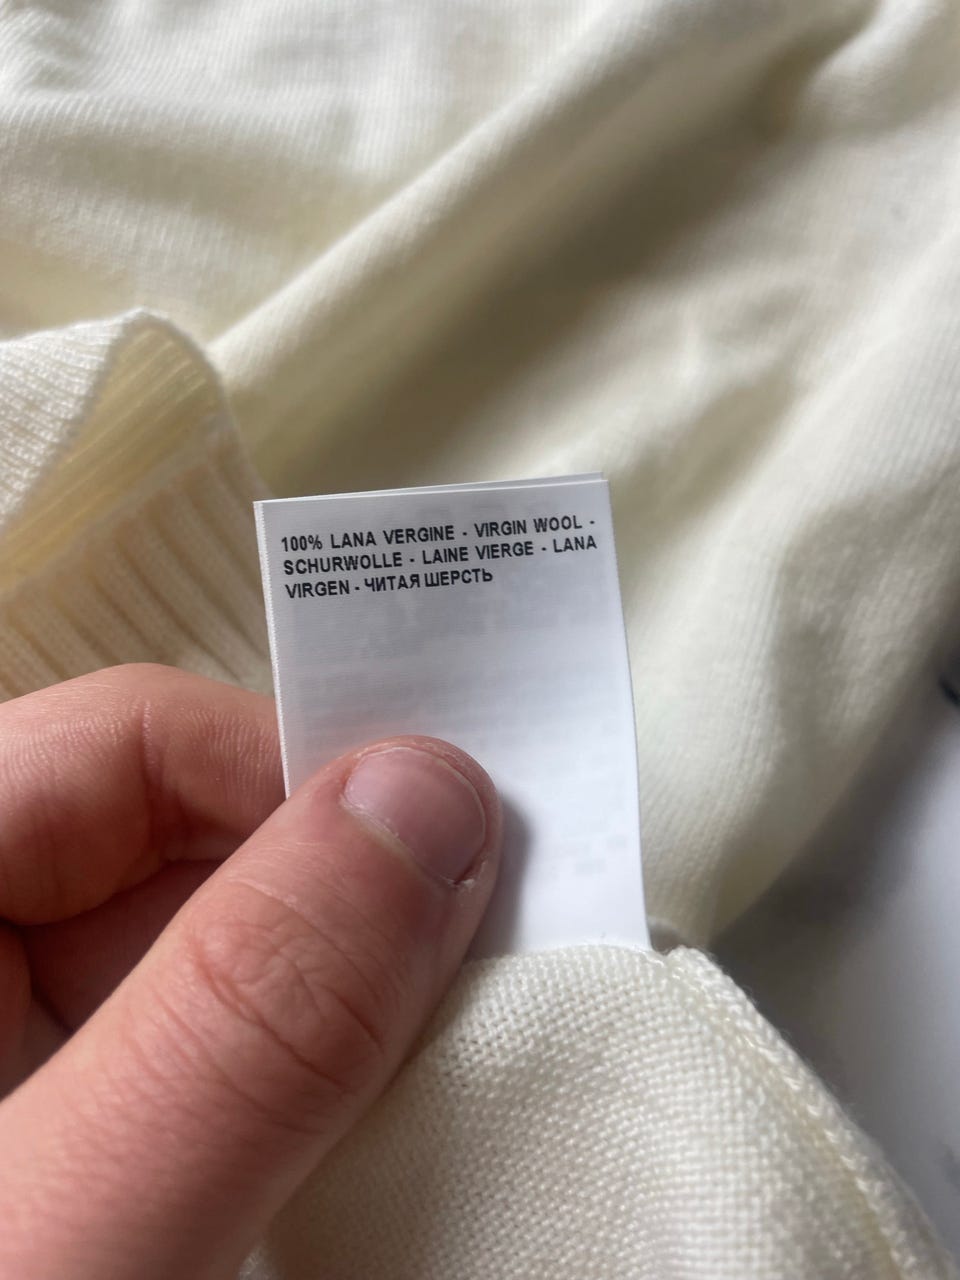 100% LANA VERGINE - VIRGIN WOOL -
SCHURWOLLE - LAINE VIERGE - LANA
VIRGEN - ЧИТАЯ ШЕРСТЬ